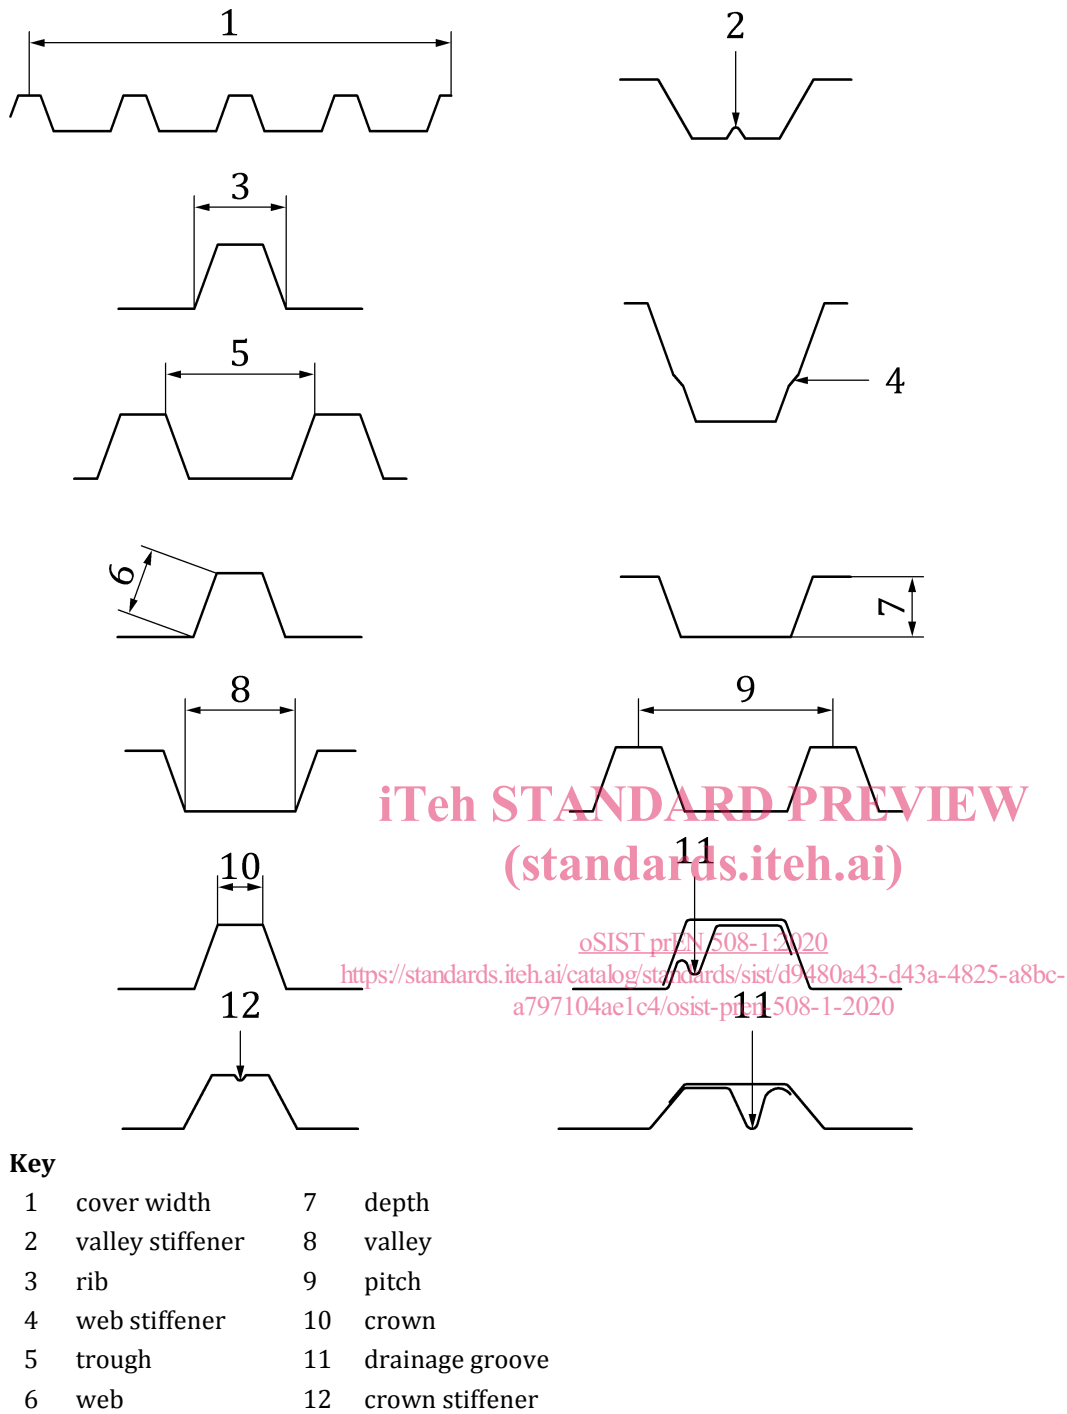 1
2
3
4
5
6
7
8
9
iTeh STANDARD PREVIEW
(standards.iteh.ai)
10
11
oSIST prEN 508-1:2020
https://standards.iteh.ai/catalog/standards/sist/d9480a43-d43a-4825-a8bc-
a797104ae1c4/osist-pren-508-1-2020
12
11
Key
1 cover width 7 depth
2 valley stiffener 8 valley
3 rib 9 pitch
4 web stiffener 10 crown
5 trough 11 drainage groove
6 web 12 crown stiffener